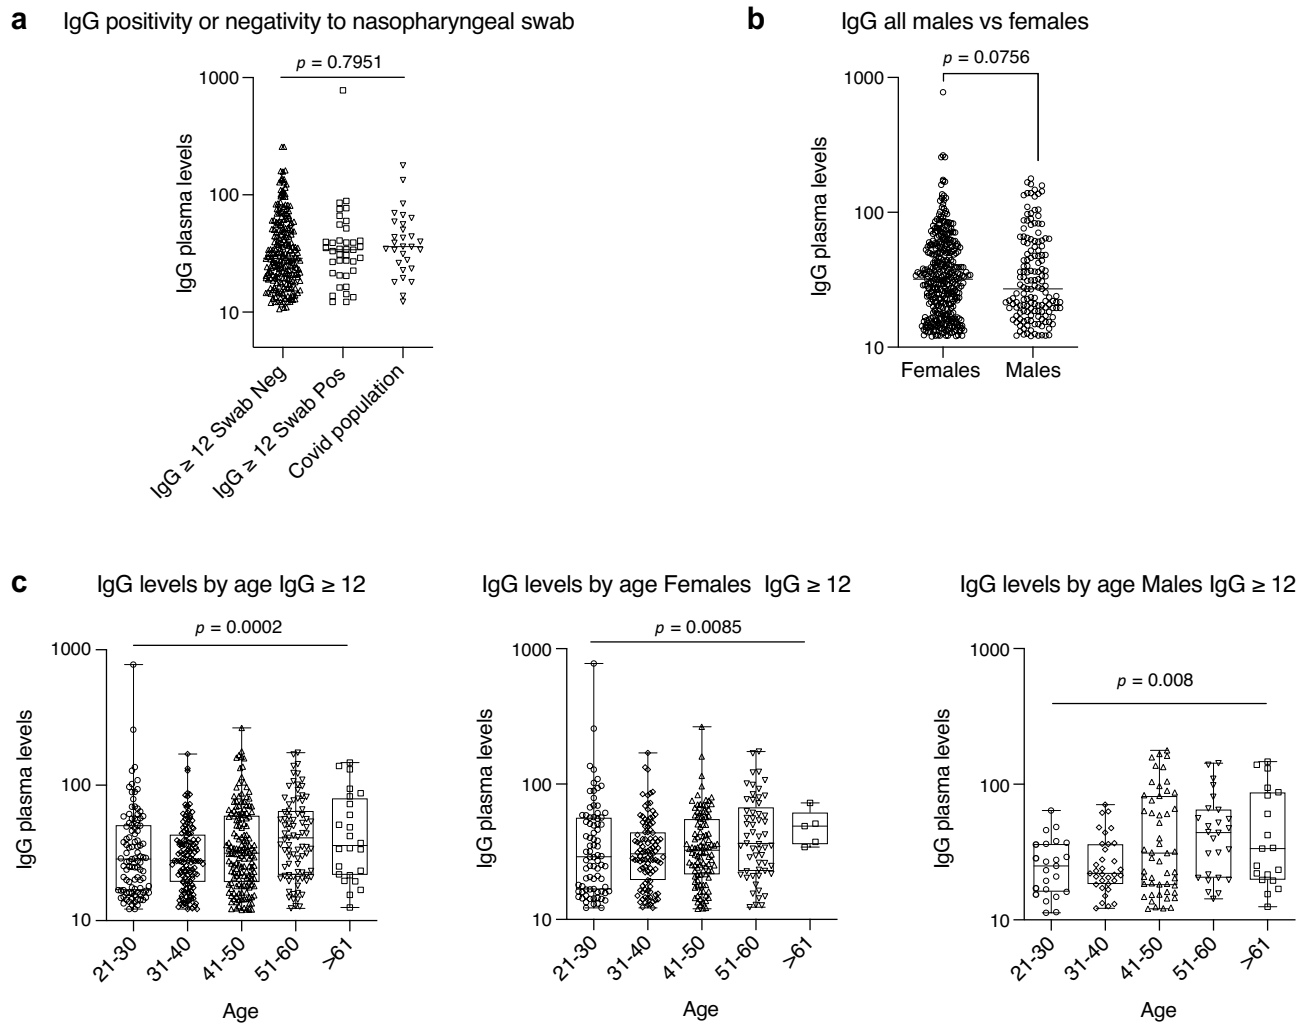 a IgG positivity or negativity to nasopharyngeal swab
p = 0.7951
1000
100
10
IgG plasma levels
IgG ≥ 12 Swab Neg
IgG ≥ 12 Swab Pos
Covid population
b IgG all males vs females
p = 0.0756
1000
100
10
IgG plasma levels
Females Males
c IgG levels by age IgG ≥ 12
p = 0.0002
1000
100
10
IgG plasma levels
21-30
31-40
41-50
51-60
>61
Age
IgG levels by age Females IgG ≥ 12
p = 0.0085
1000
100
10
IgG plasma levels
21-30
31-40
41-50
51-60
>61
Age
IgG levels by age Males IgG ≥ 12
p = 0.008
1000
100
10
IgG plasma levels
21-30
31-40
41-50
51-60
>61
Age